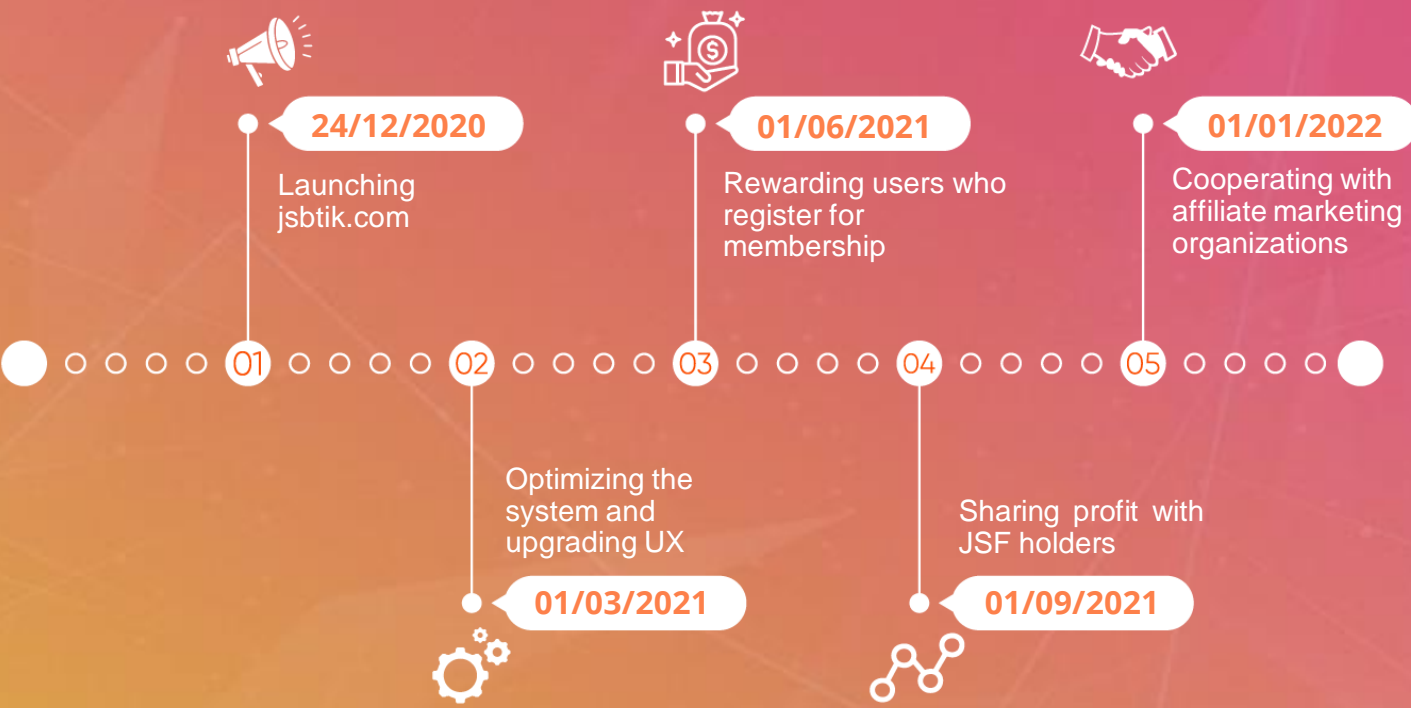 24/12/2020
Launching
jsbtik.com
01/06/2021
Rewarding users who
register for
membership
01/01/2022
Cooperating with
affiliate marketing
organizations
$
01
02
03
04
05
Optimizing the
system and
upgrading UX
01/03/2021
Sharing profit with
JSF holders
01/09/2021